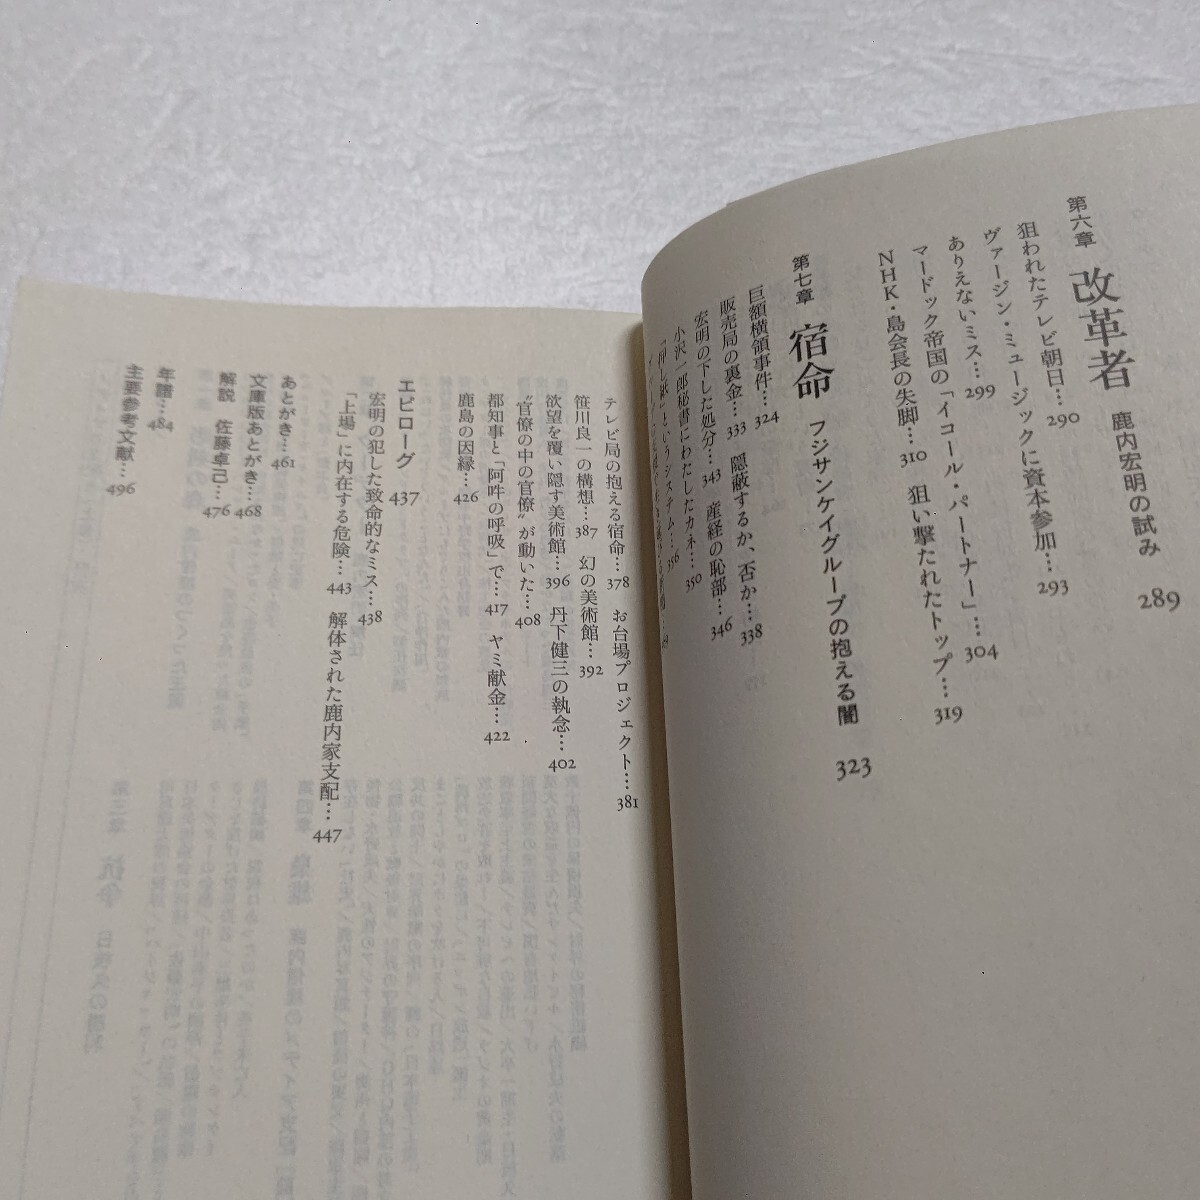 第六章 改革者 鹿内宏明の試み 289
狙われたテレビ朝日…290
ヴァージン・ミュージックに資本参加…293
ありえないミス…299
マードック帝国の「イコール・パートナー」…304
NHK・島会長の失脚…310 狙い撃たれたトップ…319
第七章 宿命 フジサンケイグループの抱える闇 323
巨額横領事件…324
販売局の裏金…333 隠蔽するか、否か…338
宏明の下した処分…343 産経の恥部…346
小沢一郎秘書にわたしたカネ…350
「押し紙」というシステム…356
テレビ局の抱える宿命…378 お台場プロジェクト…381
笹川良一の構想…387 幻の美術館…392
欲望を覆い隠す美術館…396 丹下健三の執念…402
“官僚の中の官僚”が動いた…408
都知事と「阿吽の呼吸」で…417 ヤミ献金…422
鹿島の因縁…426
エピローグ 437
宏明の犯した致命的なミス…438
「上場」に内在する危険…443 解体された鹿内家支配…447
あとがき…461
文庫版あとがき…468
解説 佐藤卓己…476
年譜…484
主要参考文献…496